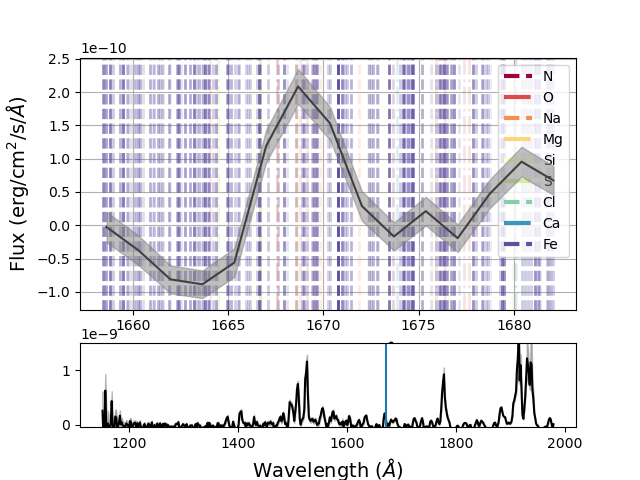 1e−10
2.5
2.0
1.5
1.0
0.5
0.0
−0.5
−1.0
Flux (erg/cm²/s/Å)
N
O
Na
Mg
Si
S
Cl
Ca
Fe
1660 1665 1670 1675 1680
1e−9
1
0
1200 1400 1600 1800 2000
Wavelength (Å)